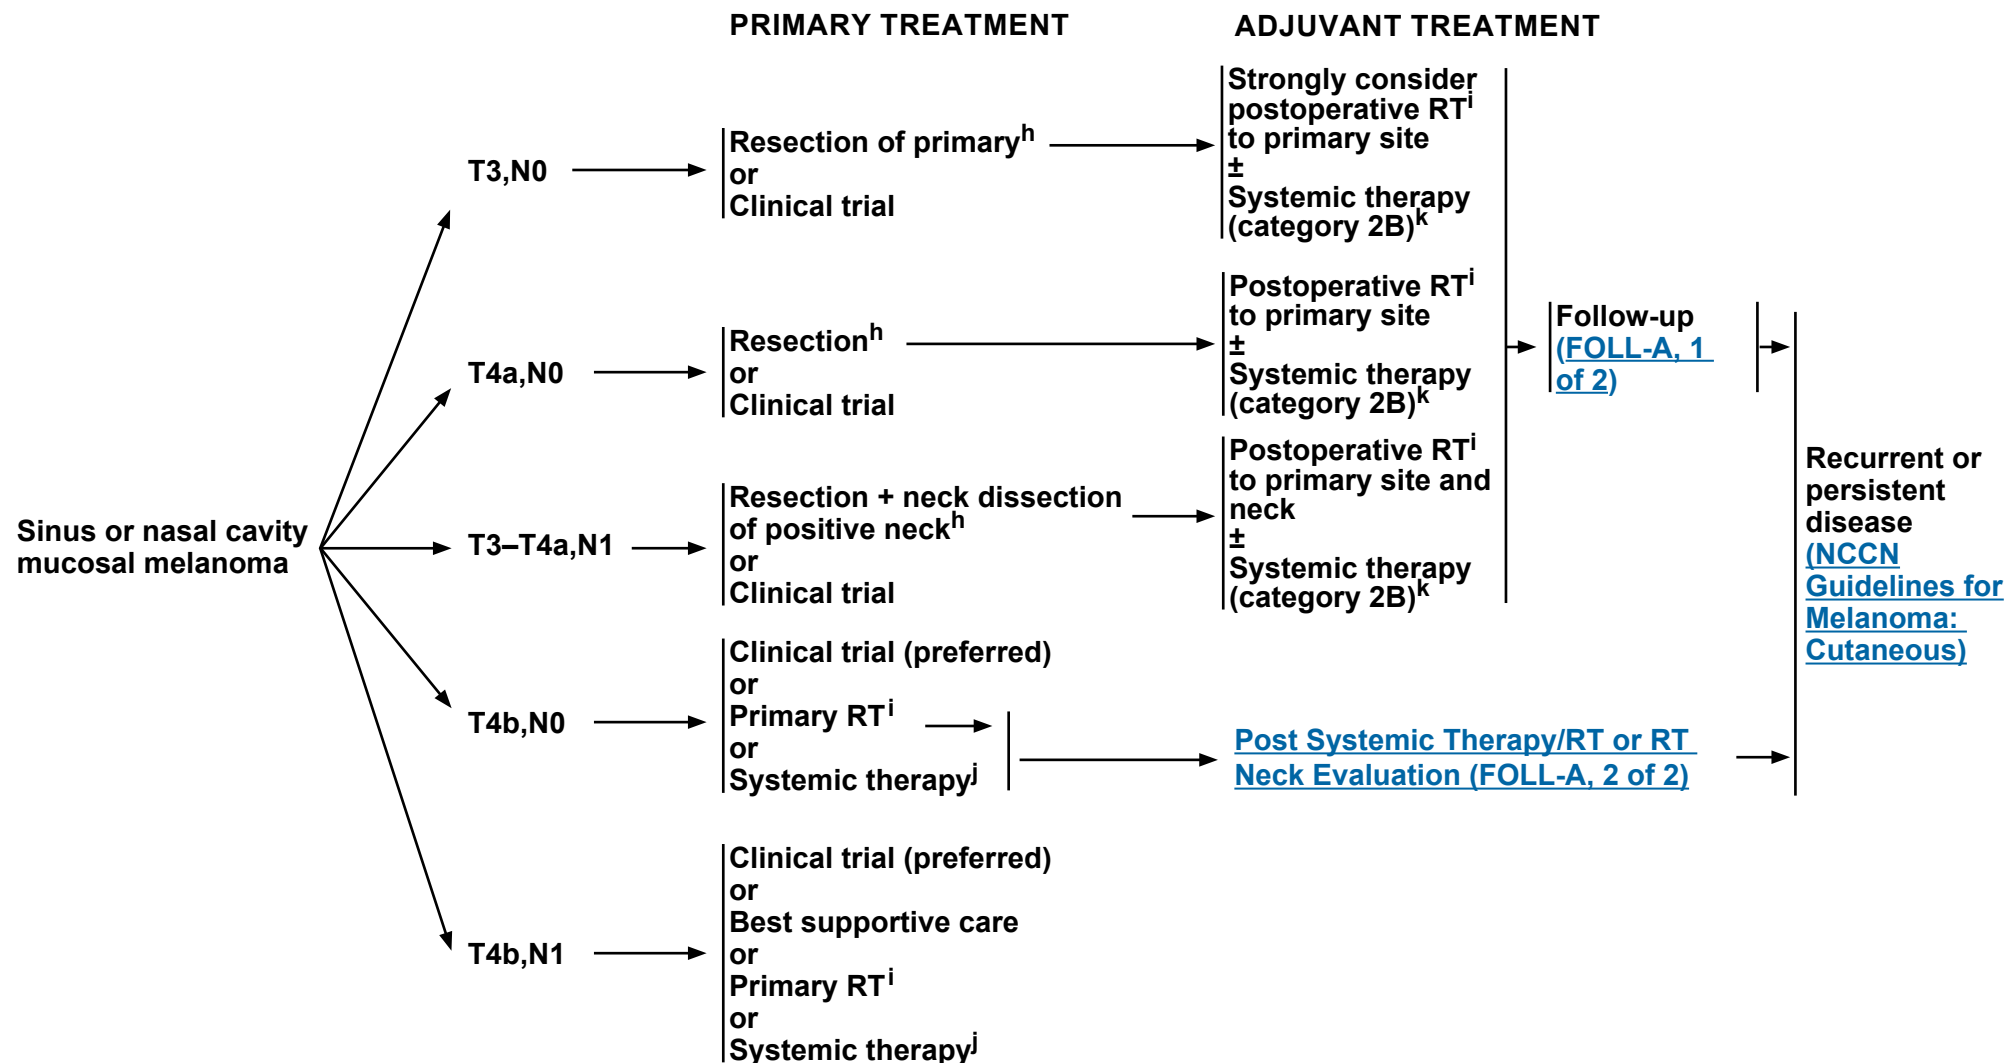 PRIMARY TREATMENT
ADJUVANT TREATMENT
Sinus or nasal cavity
mucosal melanoma
T3,N0
Resection of primaryʰ
or
Clinical trial
Strongly consider
postoperative RTⁱ
to primary site
±
Systemic therapy
(category 2B)ᵏ
T4a,N0
Resectionʰ
or
Clinical trial
Postoperative RTⁱ
to primary site
±
Systemic therapy
(category 2B)ᵏ
T3–T4a,N1
Resection + neck dissection
of positive neckʰ
or
Clinical trial
Postoperative RTⁱ
to primary site and
neck
±
Systemic therapy
(category 2B)ᵏ
Follow-up
(FOLL-A, 1
of 2)
T4b,N0
Clinical trial (preferred)
or
Primary RTⁱ
or
Systemic therapyʲ
Post Systemic Therapy/RT or RT
Neck Evaluation (FOLL-A, 2 of 2)
Recurrent or
persistent
disease
(NCCN
Guidelines for
Melanoma:
Cutaneous)
T4b,N1
Clinical trial (preferred)
or
Best supportive care
or
Primary RTⁱ
or
Systemic therapyʲ